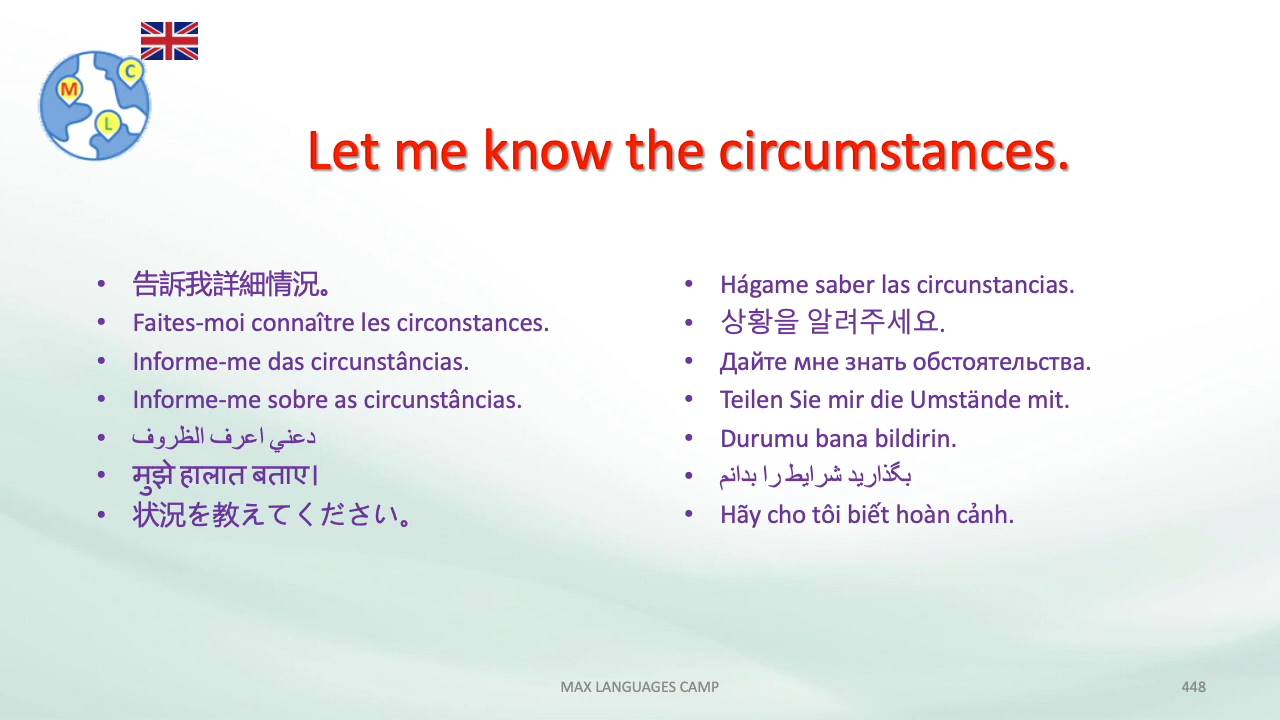 C
M
L
Let me know the circumstances.
• 告訴我詳細情況。
• Faites-moi connaître les circonstances.
• Informe-me das circunstâncias.
• Informe-me sobre as circunstâncias.
• دعني اعرف الظروف
• मुझे हालात बताए।
• 状況を教えてください。
• Hágame saber las circunstancias.
• 상황을 알려주세요.
• Дайте мне знать обстоятельства.
• Teilen Sie mir die Umstände mit.
• Durumu bana bildirin.
• بگذارید شرایط را بدانم
• Hãy cho tôi biết hoàn cảnh.
MAX LANGUAGES CAMP
448